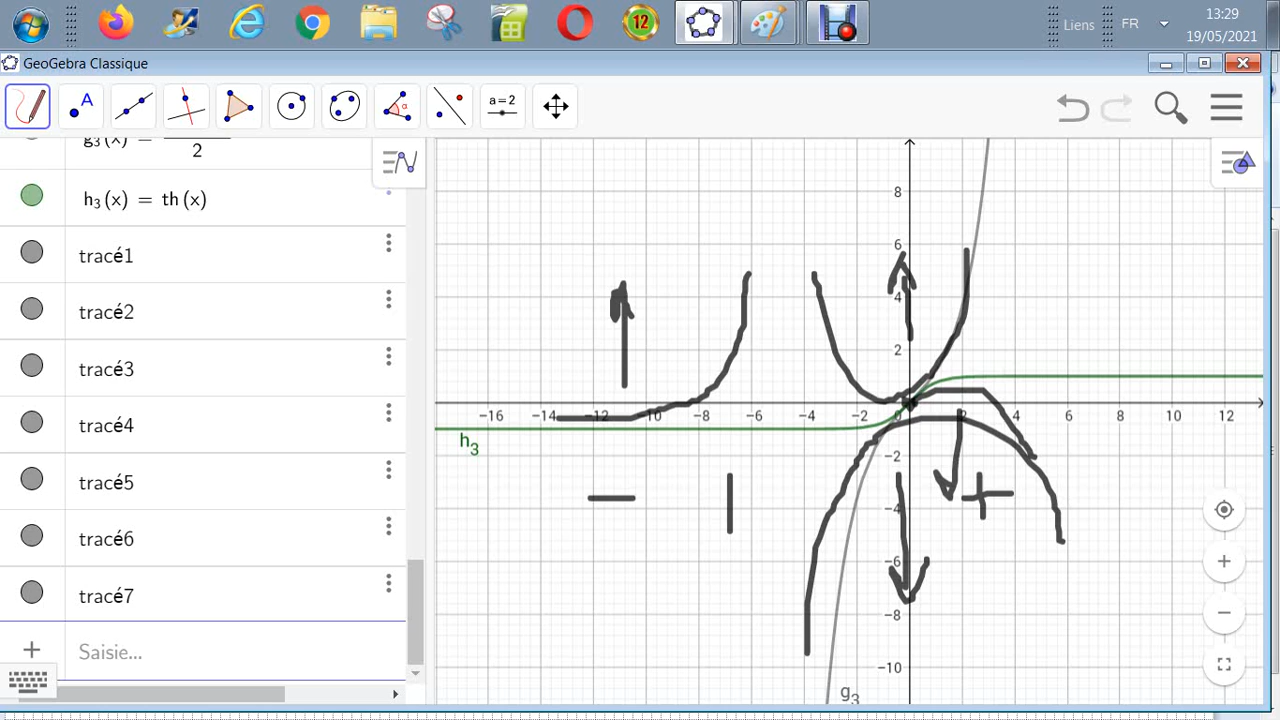 12
Liens
FR
13:29
19/05/2021
GeoGebra Classique
A
α
a = 2
g₃(x) =
2
h₃(x) = th(x)
tracé1
tracé2
tracé3
tracé4
tracé5
tracé6
tracé7
Saisie...
8
6
4
2
−16 −14 −12 −10 −8 −6 −4 −2 0 2 4 6 8 10 12
−2
−4
−6
−8
−10
h₃
g₃
− | +